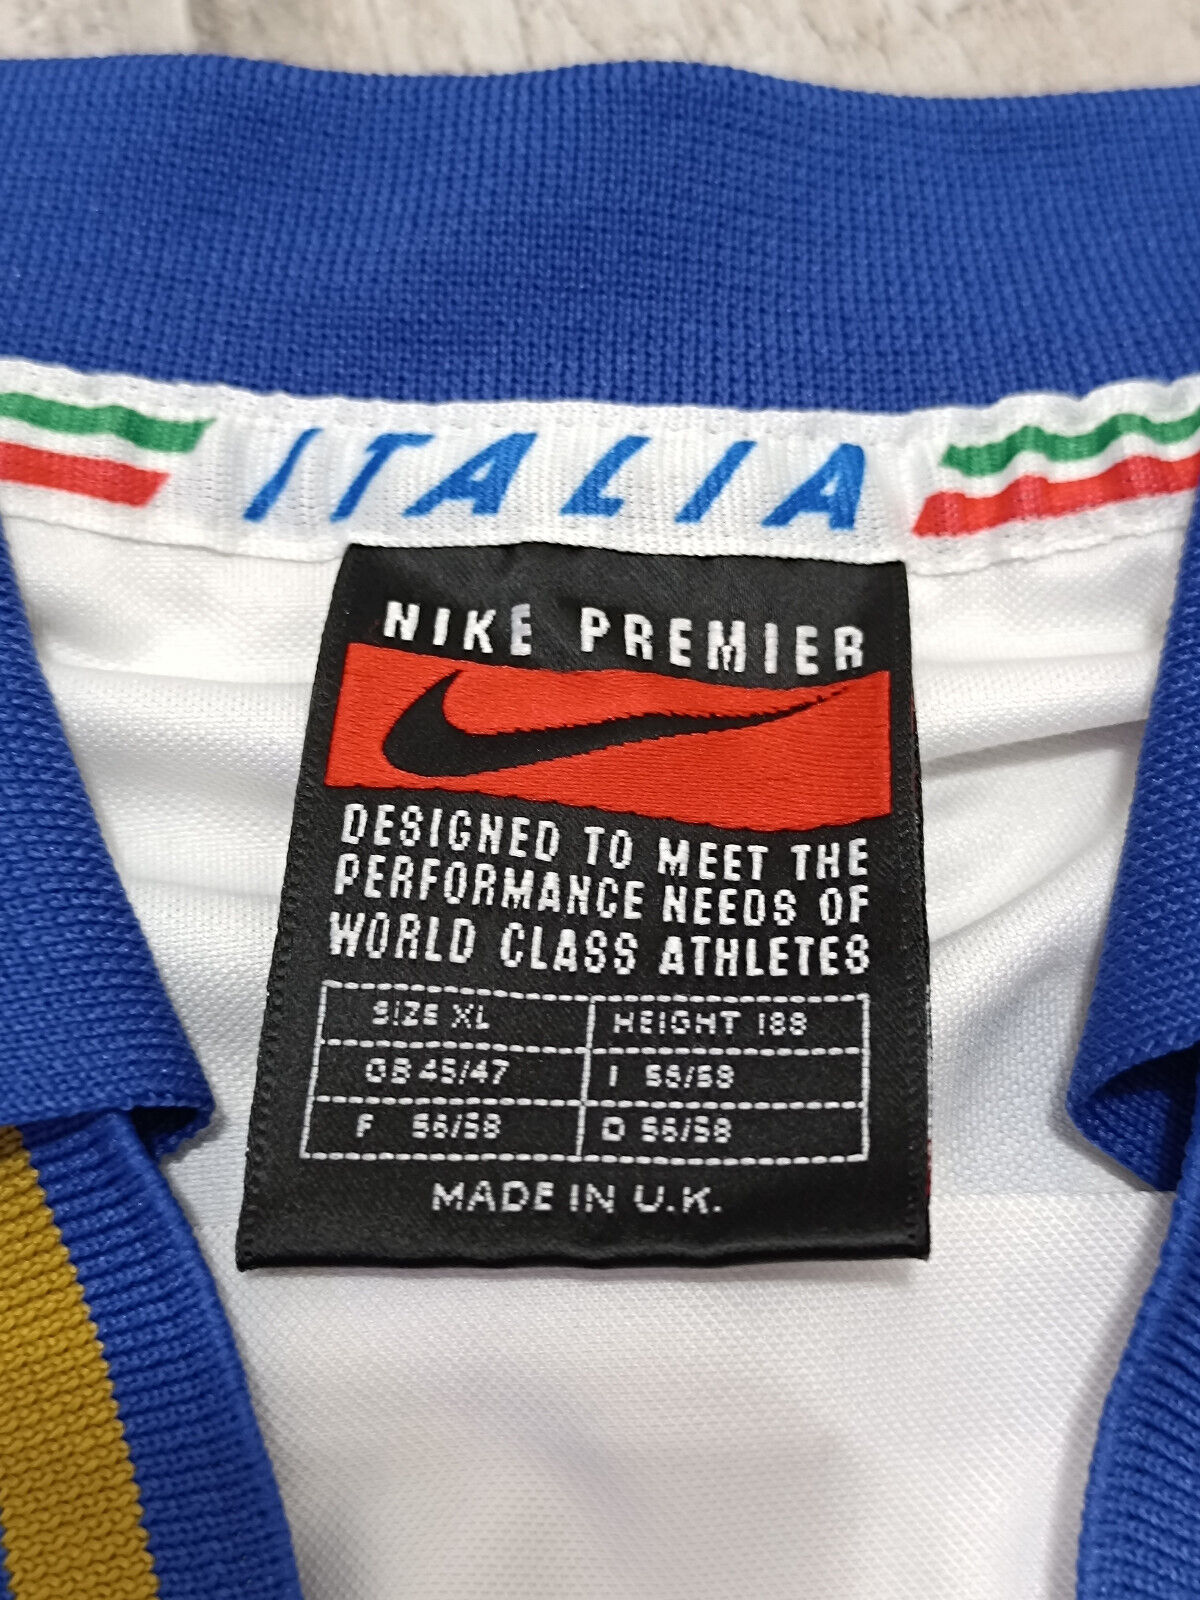 ITALIA
NIKE PREMIER
DESIGNED TO MEET THE
PERFORMANCE NEEDS OF
WORLD CLASS ATHLETES
SIZE XL HEIGHT 188
GB 45/47 I 56/58
F 56/58 D 56/58
MADE IN U.K.